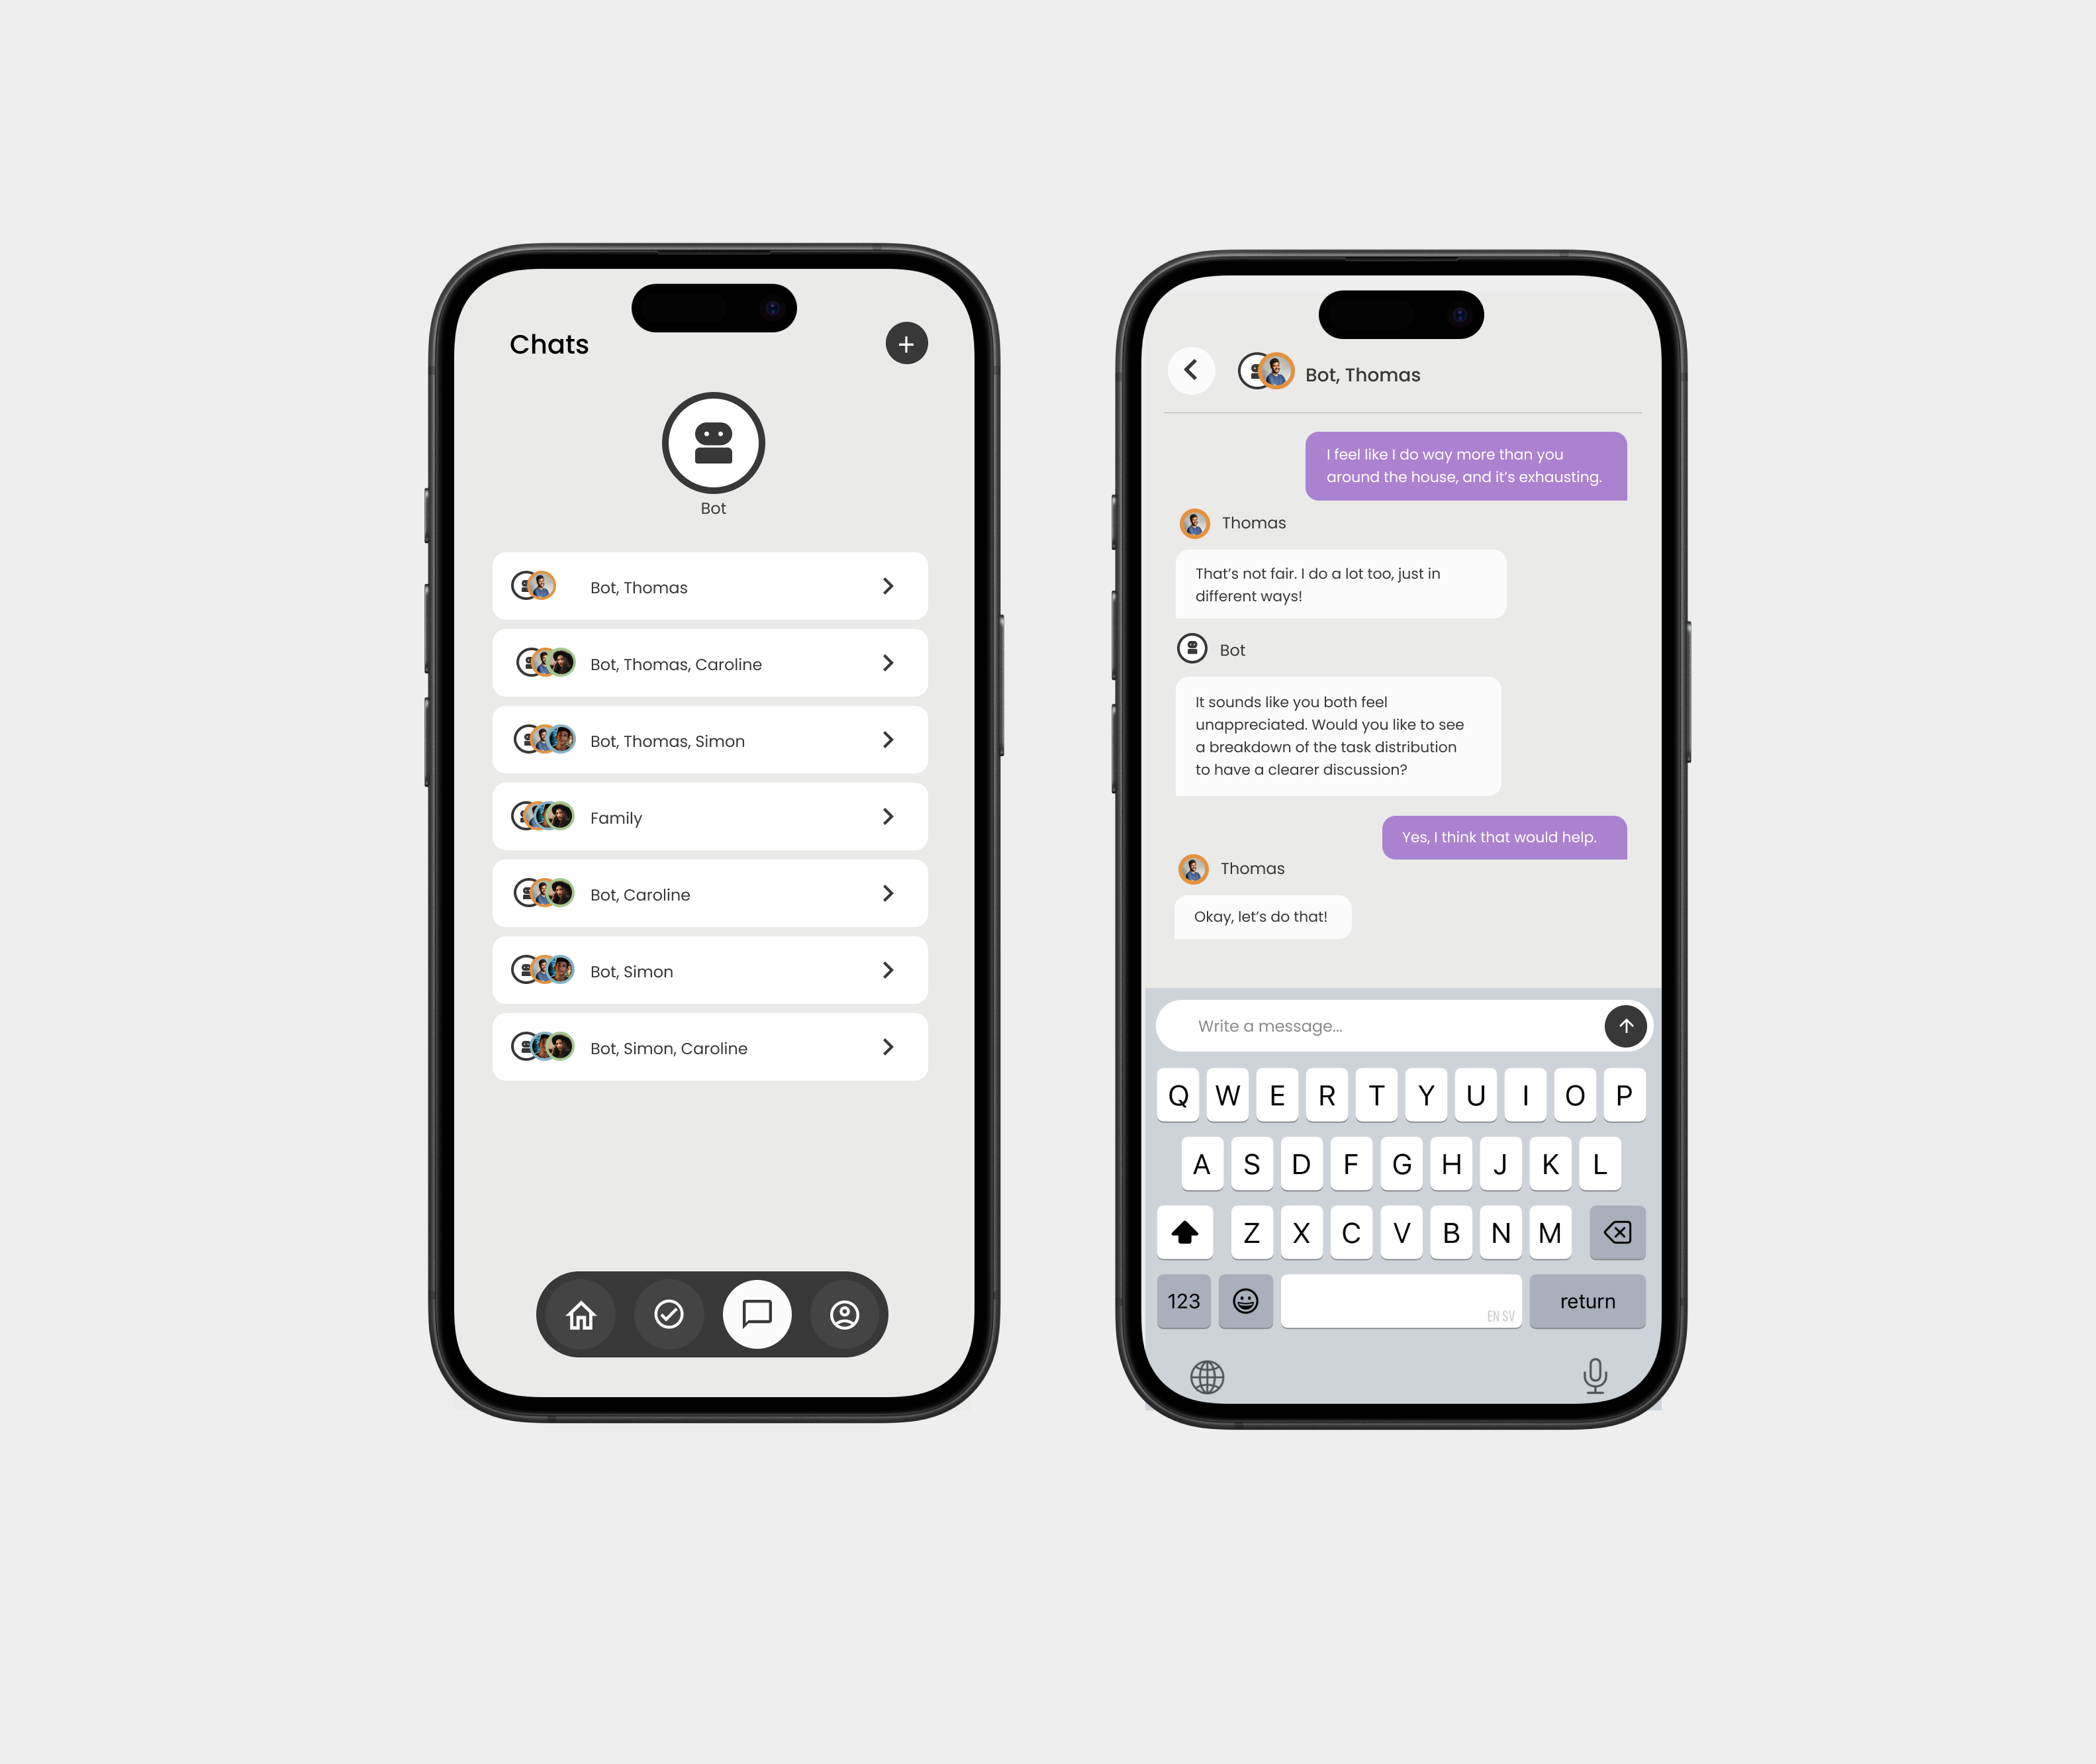 Chats
+
Bot
Bot, Thomas
Bot, Thomas, Caroline
Bot, Thomas, Simon
Family
Bot, Caroline
Bot, Simon
Bot, Simon, Caroline
Bot, Thomas
I feel like I do way more than you
around the house, and it’s exhausting.
Thomas
That’s not fair. I do a lot too, just in
different ways!
Bot
It sounds like you both feel
unappreciated. Would you like to see
a breakdown of the task distribution
to have a clearer discussion?
Yes, I think that would help.
Thomas
Okay, let’s do that!
Write a message...
Q W E R T Y U I O P
A S D F G H J K L
Z X C V B N M
123 EN SV return